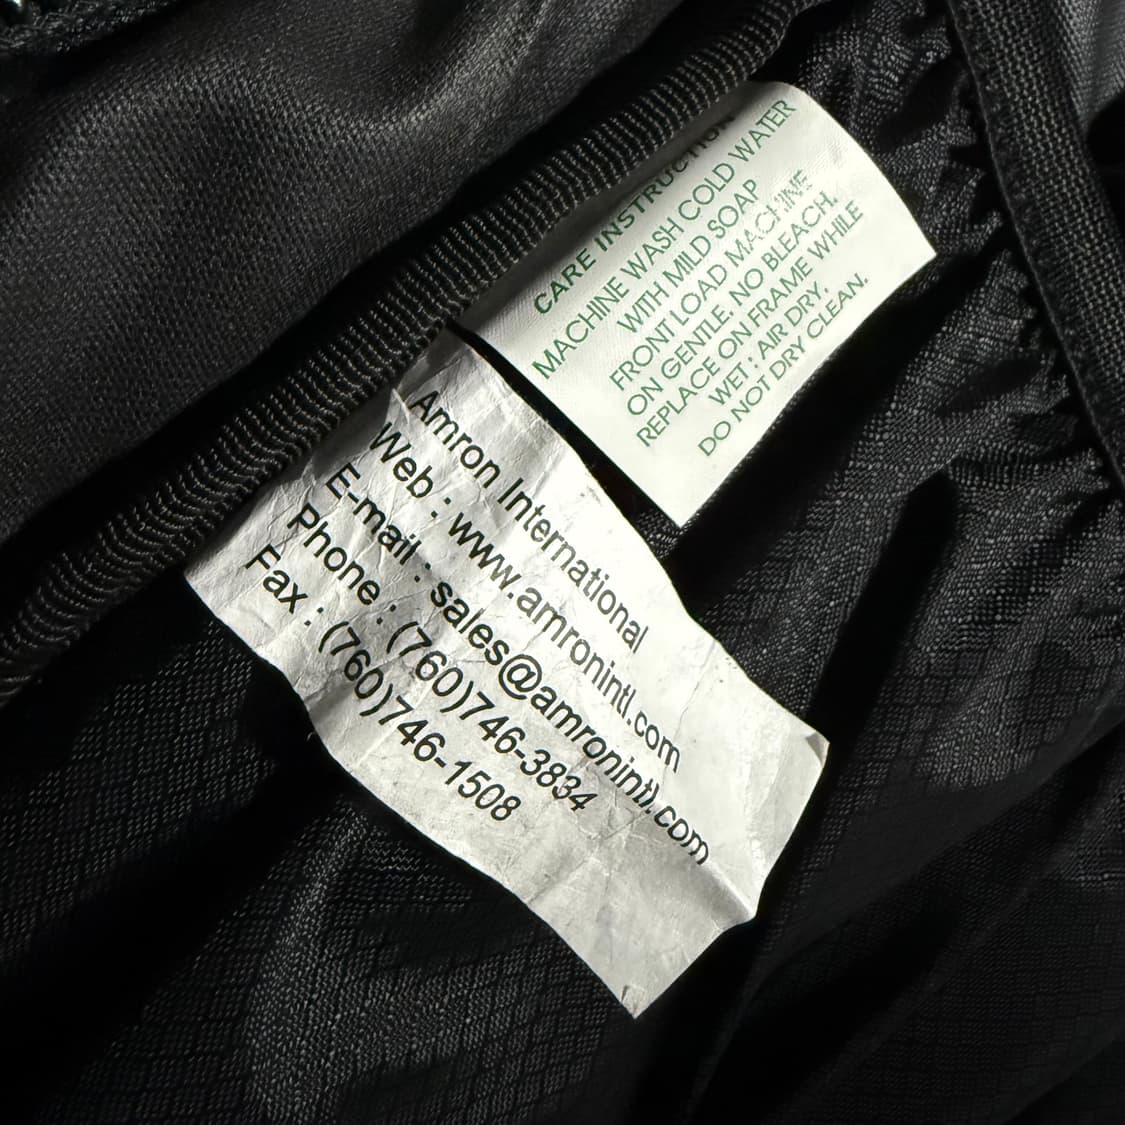 CARE INSTRUCTION
MACHINE WASH COLD WATER
WITH MILD SOAP
FRONT LOAD MACHINE
ON GENTLE, NO BLEACH.
REPLACE ON FRAME WHILE
WET : AIR DRY,
DO NOT DRY CLEAN.
Amron International
Web : www.amronintl.com
E-mail : sales@amronintl.com
Phone : (760)746-3834
Fax : (760)746-1508